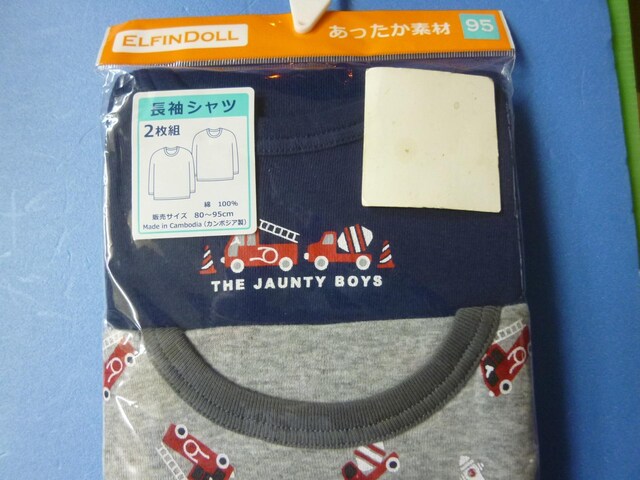 ELFINDOLL
あったか素材 95
長袖シャツ
2枚組
綿 100%
販売サイズ 80〜95cm
Made in Cambodia (カンボジア製)
THE JAUNTY BOYS